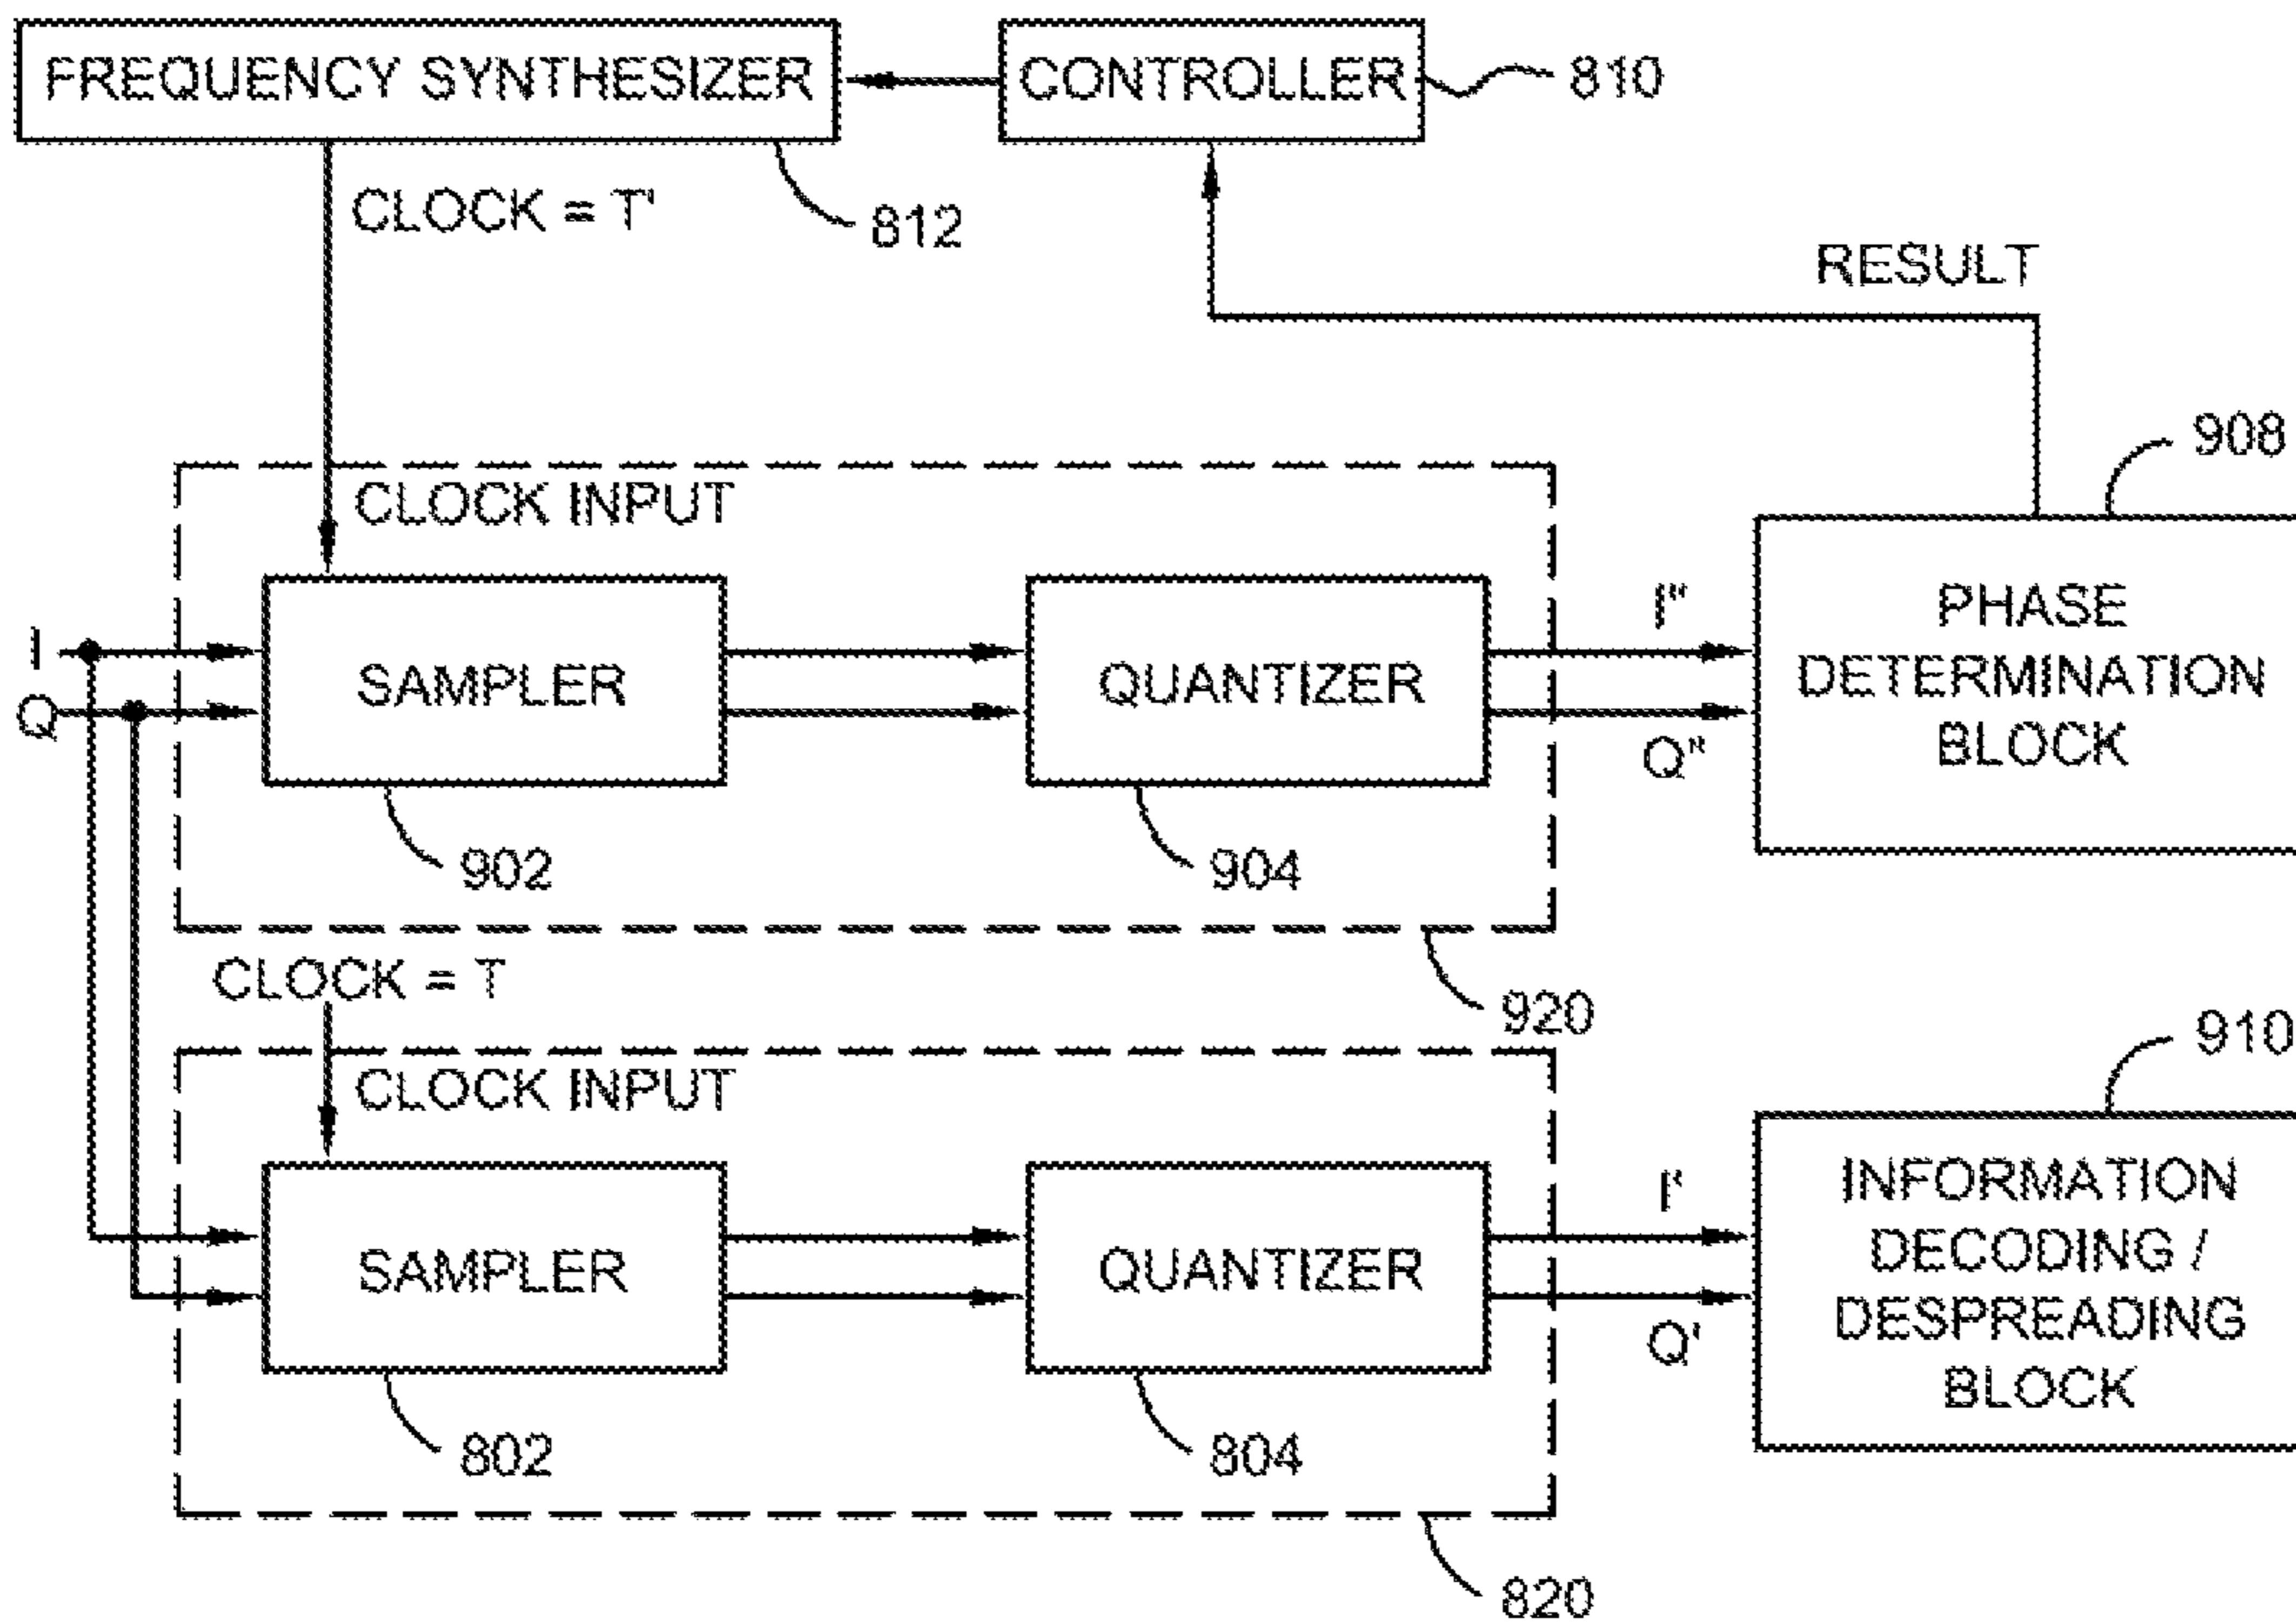 FREQUENCY SYNTHESIZER
CONTROLLER
810
CLOCK = T'
812
RESULT
908
CLOCK INPUT
I
Q
SAMPLER
QUANTIZER
I"
Q"
PHASE
DETERMINATION
BLOCK
902
904
CLOCK = T
920
910
CLOCK INPUT
SAMPLER
QUANTIZER
I'
Q'
INFORMATION
DECODING /
DESPREADING
BLOCK
802
804
820